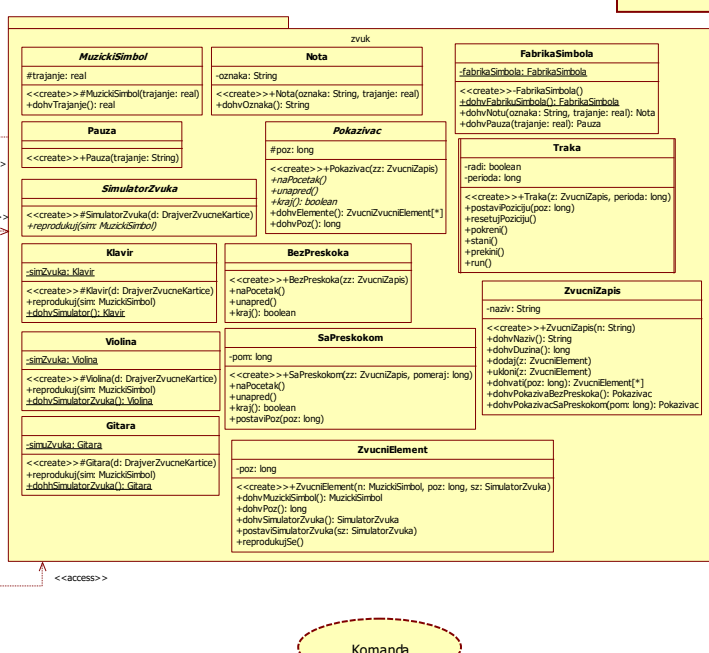 zvuk
MuzickiSimbol
#trajanje: real
<<create>>#MuzickiSimbol(trajanje: real)
+dohvTrajanje(): real
Nota
-oznaka: String
<<create>>+Nota(oznaka: String, trajanje: real)
+dohvOznaka(): String
FabrikaSimbola
-fabrikaSimbola: FabrikaSimbola
<<create>>-FabrikaSimbola()
+dohvFabrikuSimbola(): FabrikaSimbola
+dohvNotu(oznaka: String, trajanje: real): Nota
+dohvPauza(trajanje: real): Pauza
Pauza
<<create>>+Pauza(trajanje: String)
Pokazivac
#poz: long
<<create>>+Pokazivac(zz: ZvucniZapis)
+naPocetak()
+unapred()
+kraj(): boolean
+dohvElemente(): ZvucniZvucniElement[*]
+dohvPoz(): long
Traka
-radi: boolean
-perioda: long
<<create>>+Traka(z: ZvucniZapis, perioda: long)
+postaviPoziciju(poz: long)
+resetujPoziciju()
+pokreni()
+stani()
+prekini()
+run()
SimulatorZvuka
<<create>>#SimulatorZvuka(d: DrajverZvucneKartice)
+reprodukuj(sim: MuzickiSimbol)
Klavir
-simZvuka: Klavir
<<create>>#Klavir(d: DrajverZvucneKartice)
+reprodukuj(sim: MuzickiSimbol)
+dohvSimulator(): Klavir
BezPreskoka
<<create>>+BezPreskoka(zz: ZvucniZapis)
+naPocetak()
+unapred()
+kraj(): boolean
ZvucniZapis
-naziv: String
<<create>>+ZvucniZapis(n: String)
+dohvNaziv(): String
+dohvDuzina(): long
+dodaj(z: ZvucniElement)
+ukloni(z: ZvucniElement)
+dohvati(poz: long): ZvucniElement[*]
+dohvPokazivaBezPreskoka(): Pokazivac
+dohvPokazivacSaPreskokom(pom: long): Pokazivac
Violina
-simZvuka: Violina
<<create>>#Violina(d: DrajverZvucneKartice)
+reprodukuj(sim: MuzickiSimbol)
+dohvSimulatorZvuka(): Violina
SaPreskokom
-pom: long
<<create>>+SaPreskokom(zz: ZvucniZapis, pomeraj: long)
+naPocetak()
+unapred()
+kraj(): boolean
+postaviPoz(poz: long)
Gitara
-simuZvuka: Gitara
<<create>>#Gitara(d: DrajverZvucneKartice)
+reprodukuj(sim: MuzickiSimbol)
+dohhSimulatorZvuka(): Gitara
ZvucniElement
-poz: long
<<create>>+ZvucniElement(n: MuzickiSimbol, poz: long, sz: SimulatorZvuka)
+dohvMuzickiSimbol(): MuzickiSimbol
+dohvPoz(): long
+dohvSimulatorZvuka(): SimulatorZvuka
+postaviSimulatorZvuka(sz: SimulatorZvuka)
+reprodukujSe()
<<access>>
Komanda